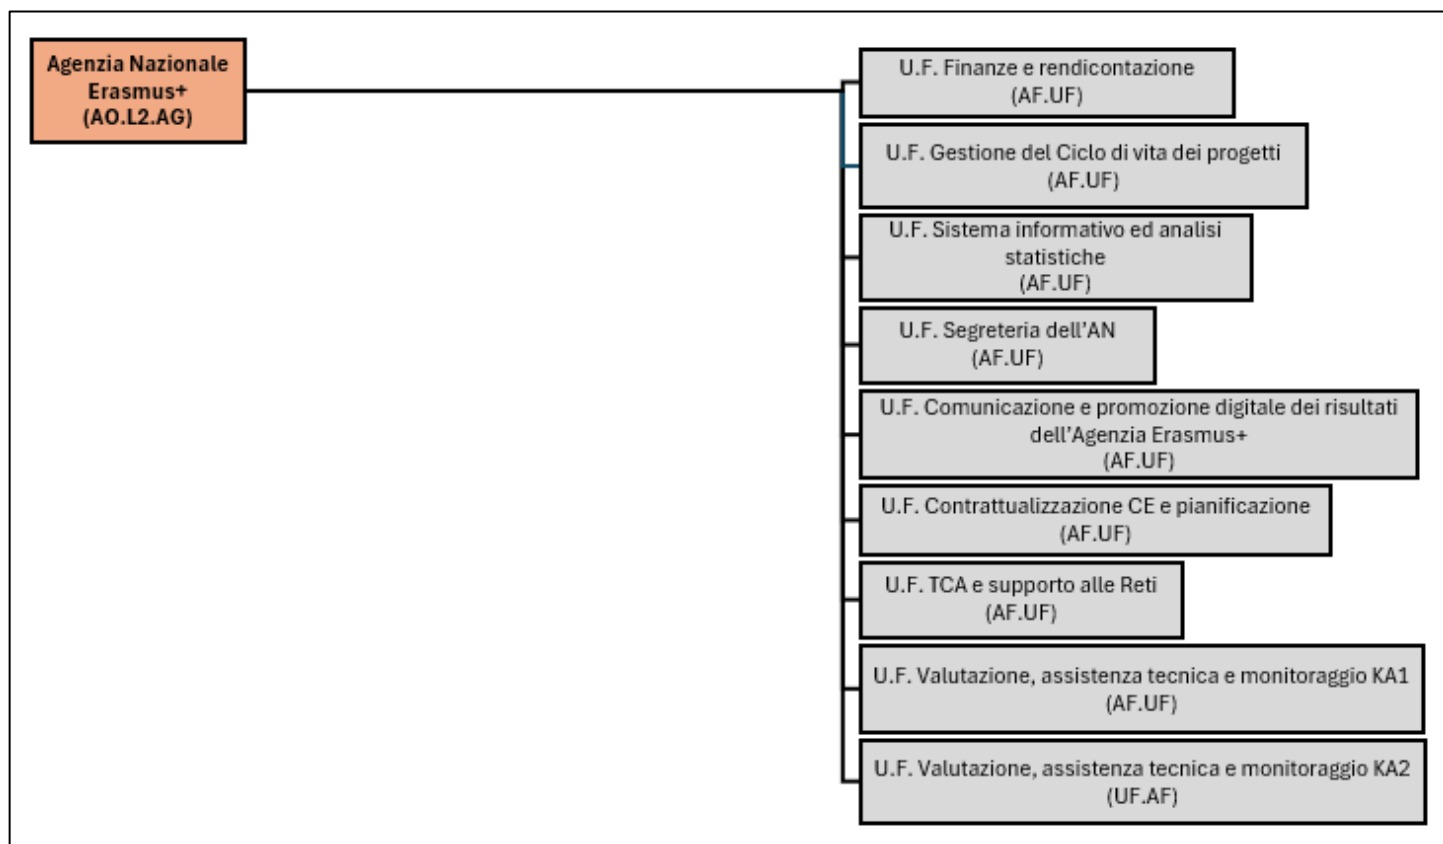 Agenzia Nazionale
Erasmus+
(AO.L2.AG)
U.F. Finanze e rendicontazione
(AF.UF)
U.F. Gestione del Ciclo di vita dei progetti
(AF.UF)
U.F. Sistema informativo ed analisi
statistiche
(AF.UF)
U.F. Segreteria dell’AN
(AF.UF)
U.F. Comunicazione e promozione digitale dei risultati
dell’Agenzia Erasmus+
(AF.UF)
U.F. Contrattualizzazione CE e pianificazione
(AF.UF)
U.F. TCA e supporto alle Reti
(AF.UF)
U.F. Valutazione, assistenza tecnica e monitoraggio KA1
(AF.UF)
U.F. Valutazione, assistenza tecnica e monitoraggio KA2
(UF.AF)